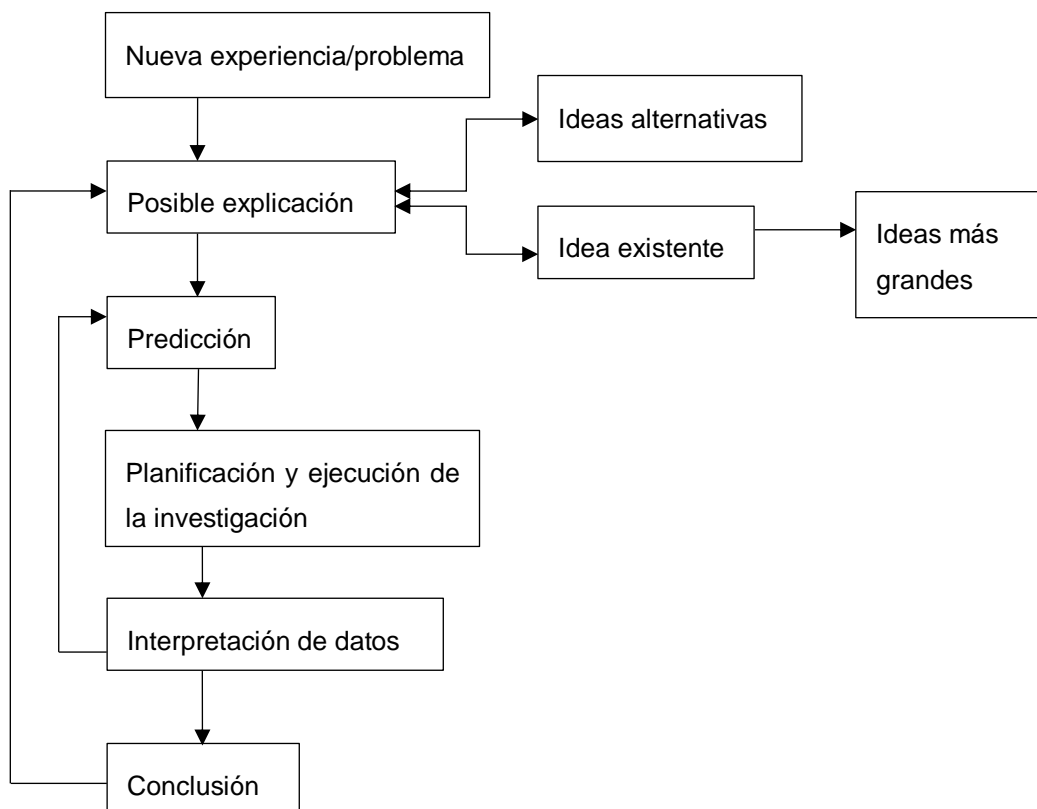 Nueva experiencia/problema
Ideas alternativas
Posible explicación
Idea existente
Ideas más
grandes
Predicción
Planificación y ejecución de
la investigación
Interpretación de datos
Conclusión